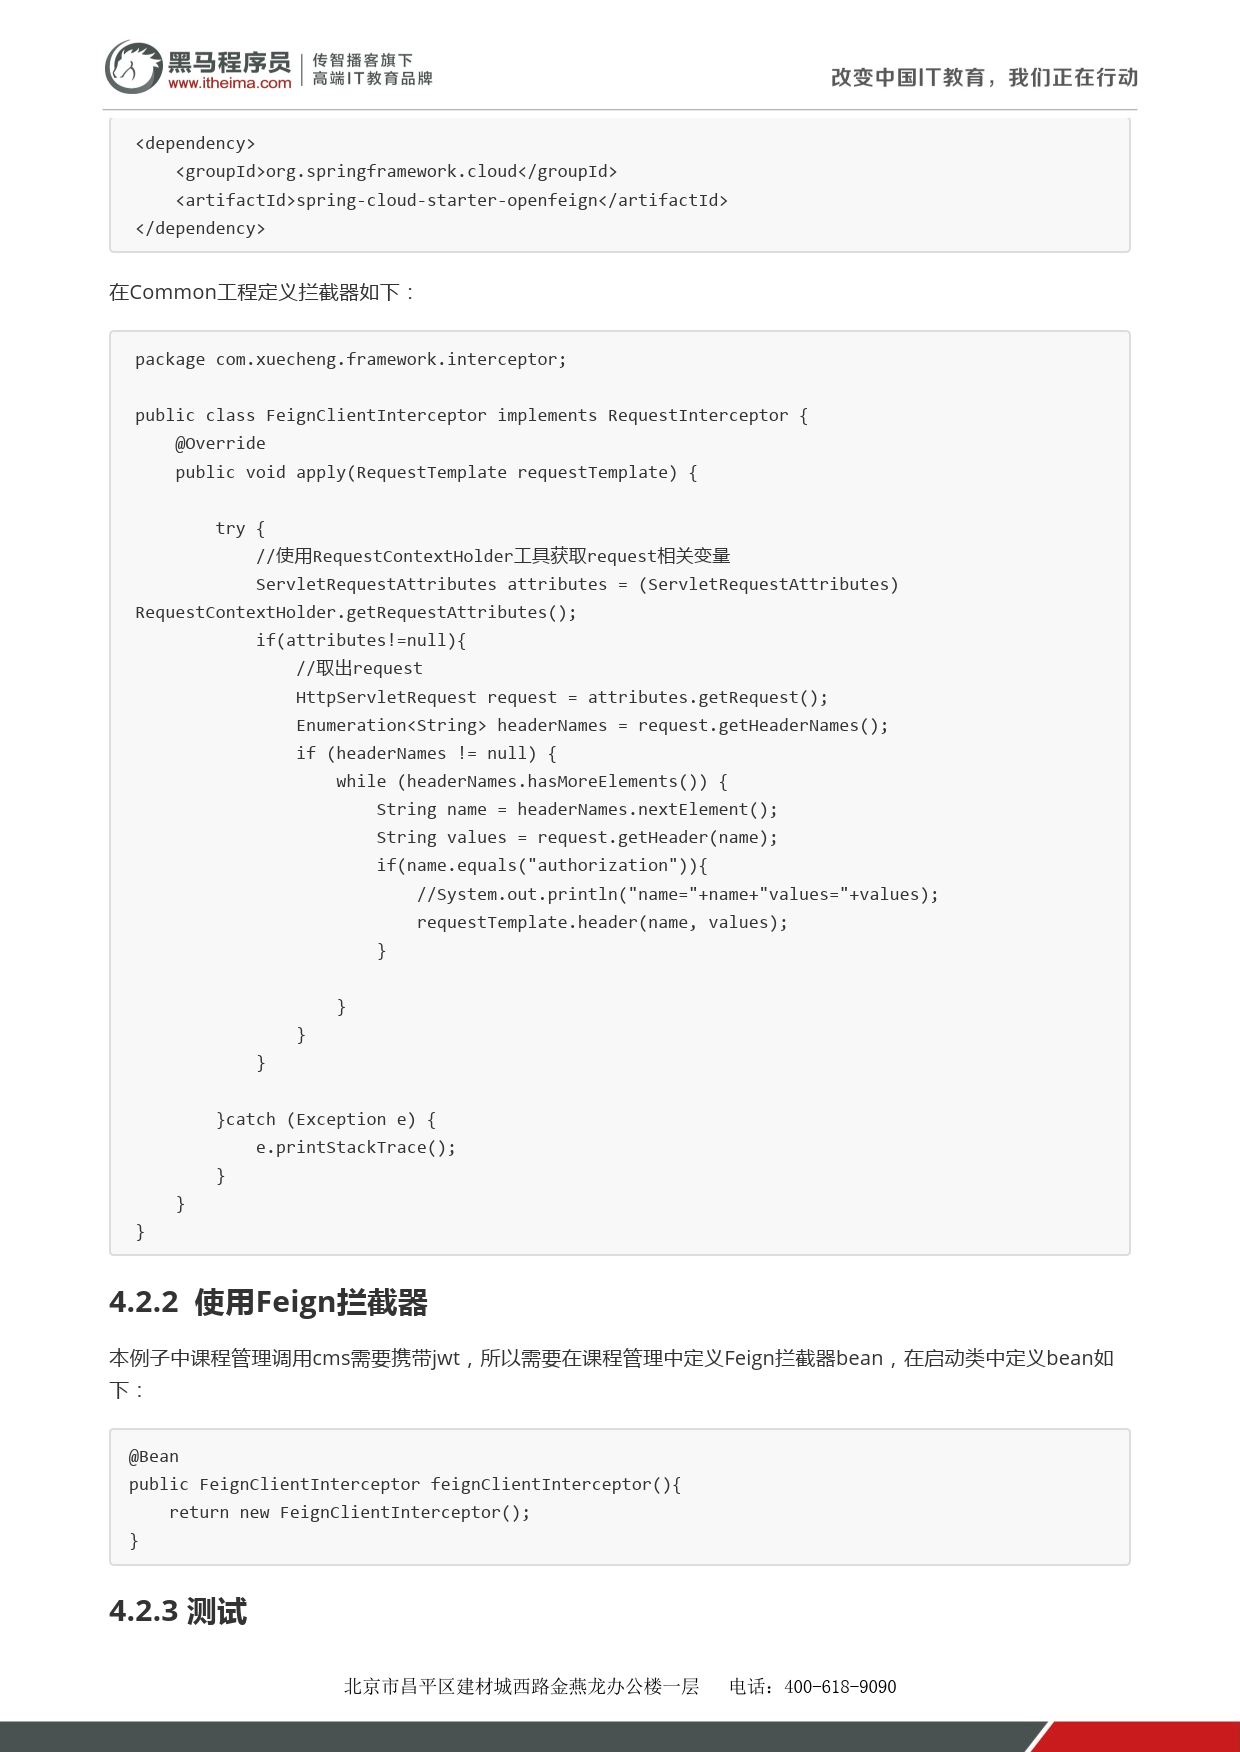 黑马程序员
www.itheima.com
传智播客旗下
高端IT教育品牌
改变中国IT教育，我们正在行动
<dependency>
    <groupId>org.springframework.cloud</groupId>
    <artifactId>spring-cloud-starter-openfeign</artifactId>
</dependency>
在Common工程定义拦截器如下：
package com.xuecheng.framework.interceptor;
public class FeignClientInterceptor implements RequestInterceptor {
    @Override
    public void apply(RequestTemplate requestTemplate) {
        try {
            //使用RequestContextHolder工具获取request相关变量
            ServletRequestAttributes attributes = (ServletRequestAttributes)
RequestContextHolder.getRequestAttributes();
            if(attributes!=null){
                //取出request
                HttpServletRequest request = attributes.getRequest();
                Enumeration<String> headerNames = request.getHeaderNames();
                if (headerNames != null) {
                    while (headerNames.hasMoreElements()) {
                        String name = headerNames.nextElement();
                        String values = request.getHeader(name);
                        if(name.equals("authorization")){
                            //System.out.println("name="+name+"values="+values);
                            requestTemplate.header(name, values);
                        }
                    }
                }
            }
        }catch (Exception e) {
            e.printStackTrace();
        }
    }
}
4.2.2 使用Feign拦截器
本例子中课程管理调用cms需要携带jwt，所以需要在课程管理中定义Feign拦截器bean，在启动类中定义bean如
下：
@Bean
public FeignClientInterceptor feignClientInterceptor(){
    return new FeignClientInterceptor();
}
4.2.3 测试
北京市昌平区建材城西路金燕龙办公楼一层   电话：400-618-9090